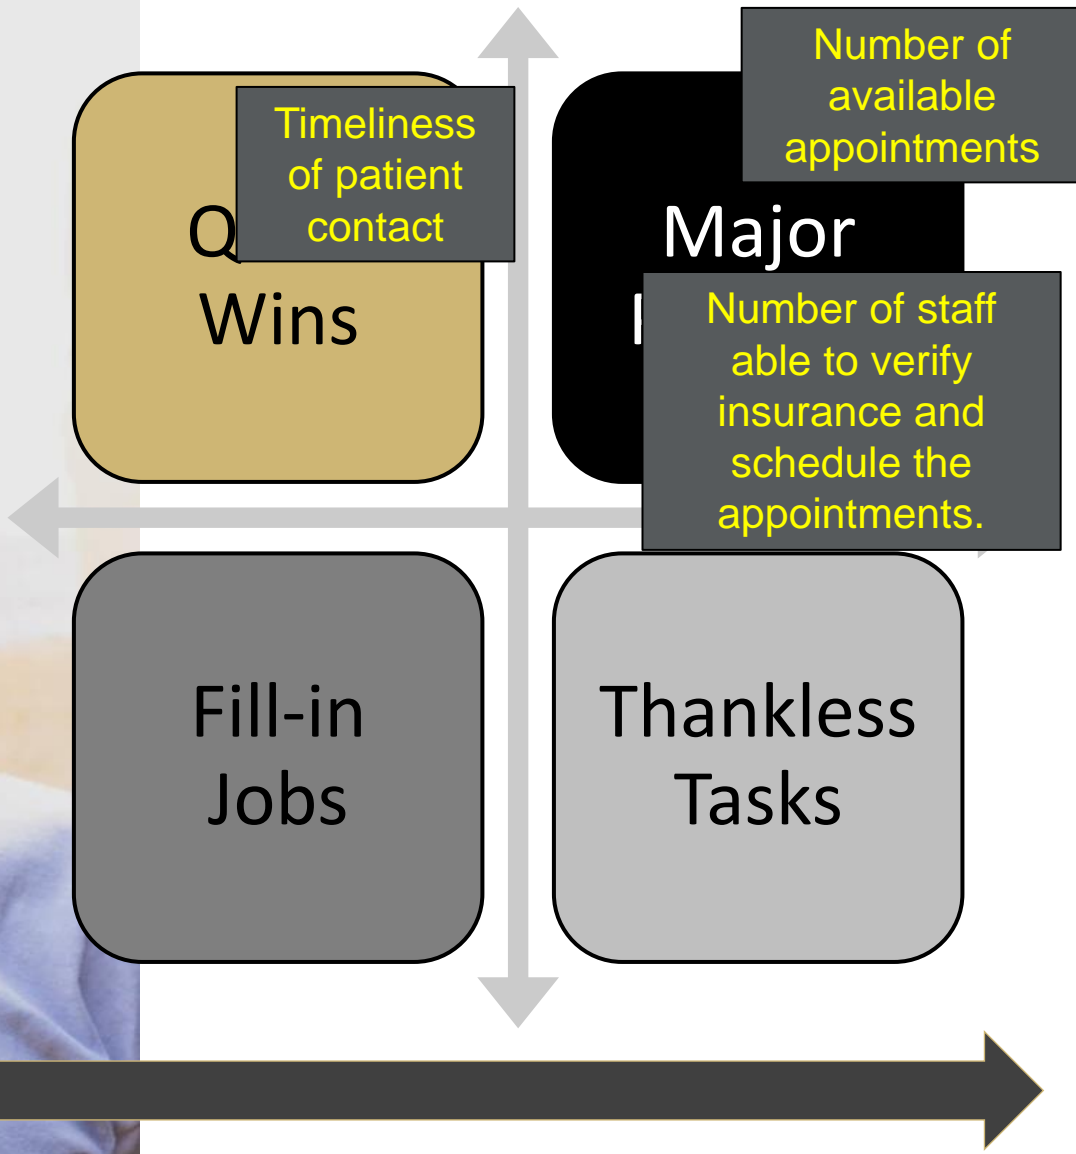 Number of
available
appointments
Timeliness
of patient
contact
Wins
Major
Number of staff
able to verify
insurance and
schedule the
appointments.
Fill-in
Jobs
Thankless
Tasks